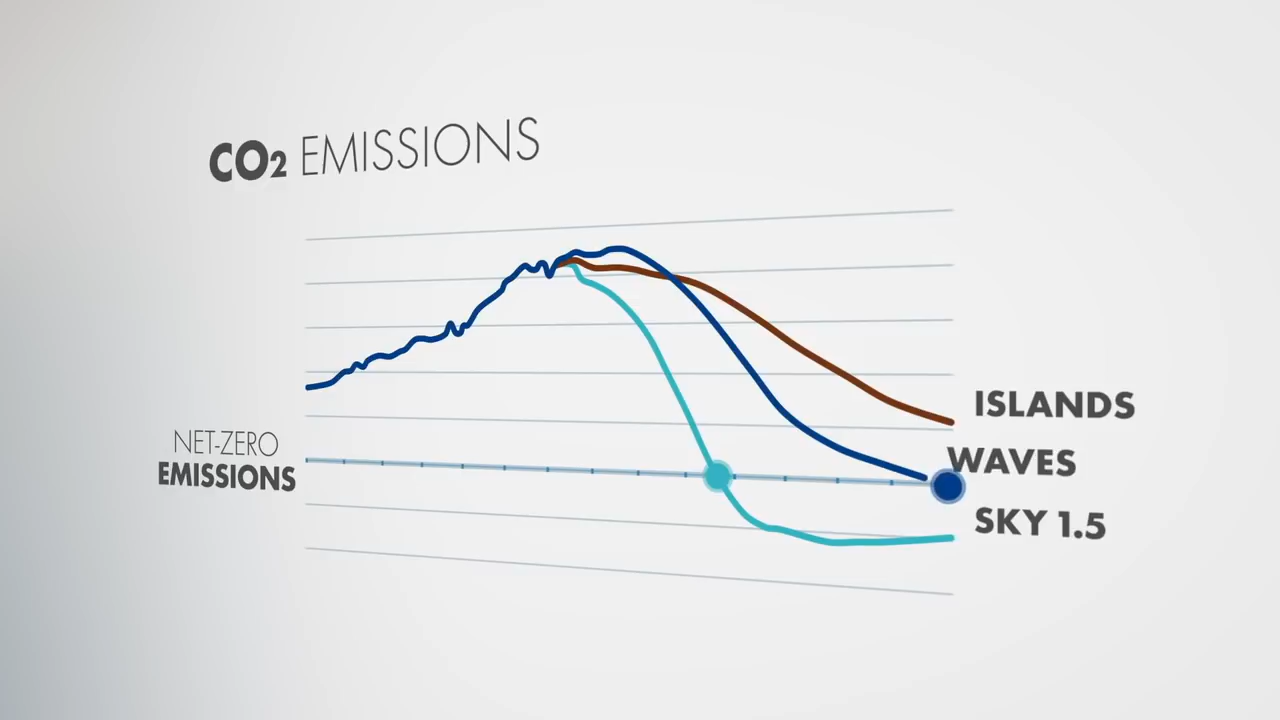 CO₂ EMISSIONS
ISLANDS
NET-ZERO
EMISSIONS
WAVES
SKY 1.5